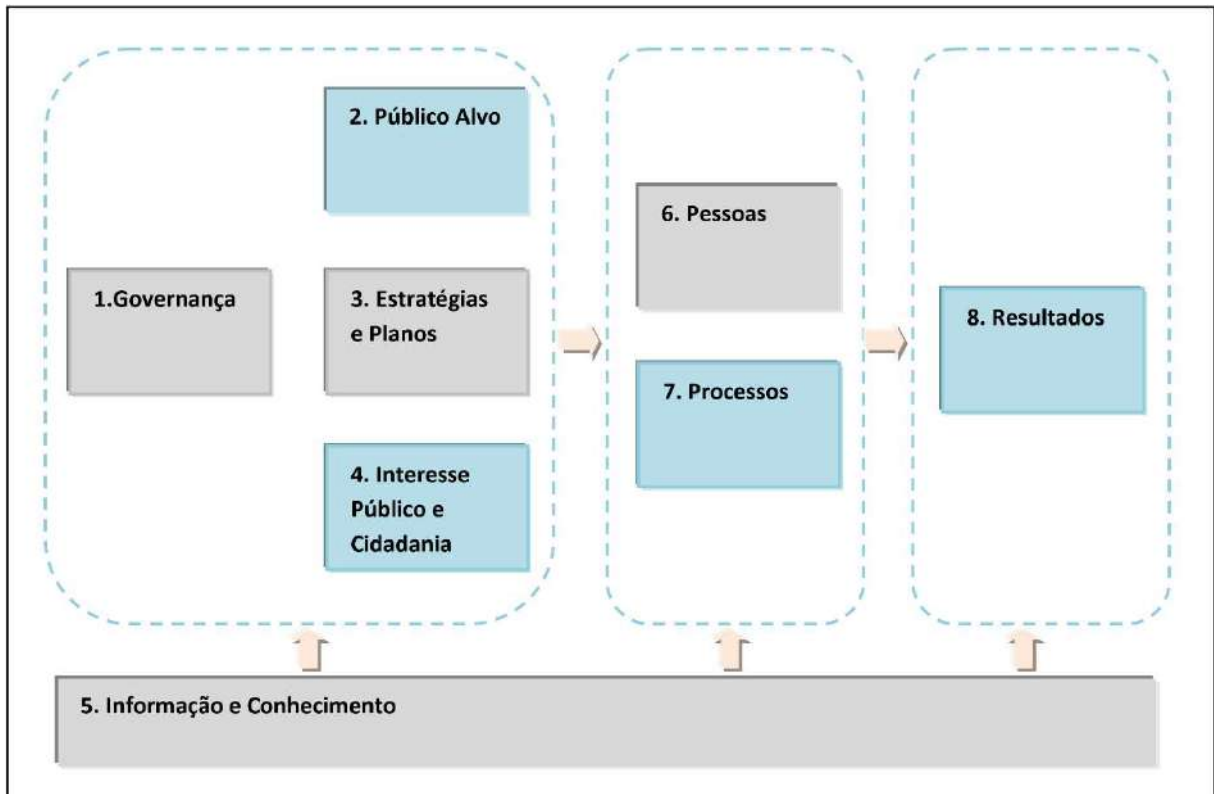 2. Público Alvo
1.Governança
3. Estratégias
e Planos
4. Interesse
Público e
Cidadania
6. Pessoas
7. Processos
8. Resultados
5. Informação e Conhecimento